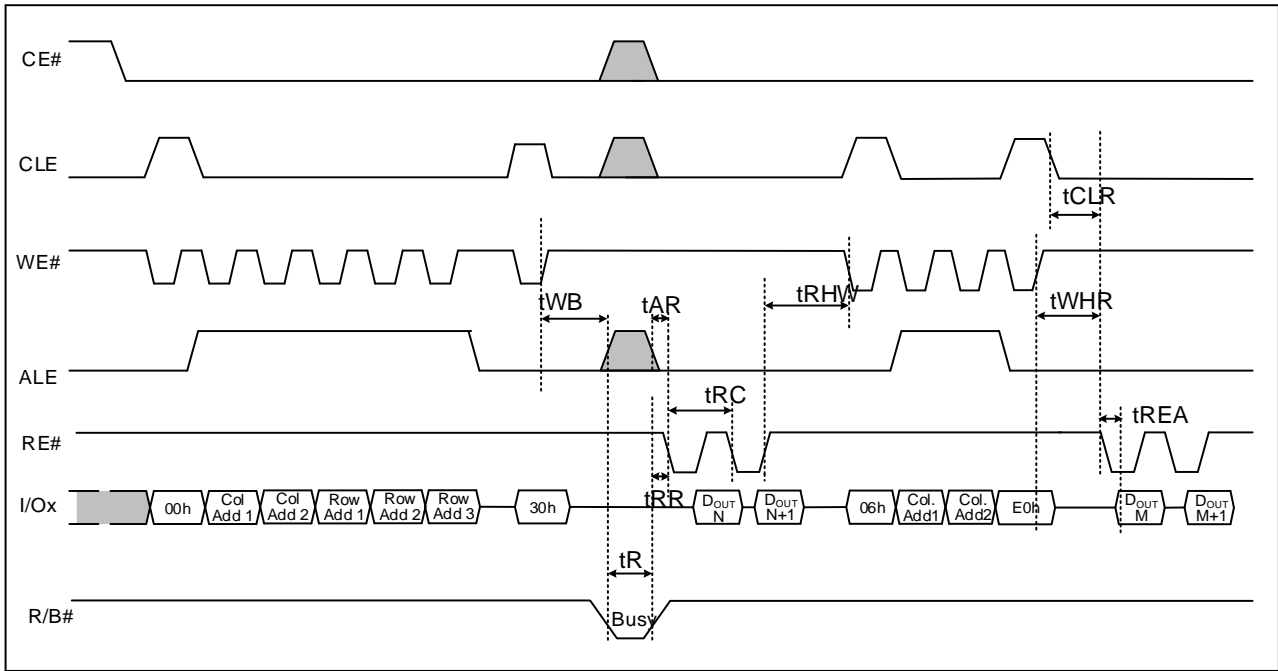 CE#
CLE
tCLR
WE#
tWB
tAR
tRHW
tWHR
ALE
tRC
tREA
RE#
tRR
I/Ox
00h
Col
Add 1
Col
Add 2
Row
Add 1
Row
Add 2
Row
Add 3
30h
DOUT
N
DOUT
N+1
06h
Col.
Add1
Col.
Add2
E0h
DOUT
M
DOUT
M+1
tR
R/B#
Busy